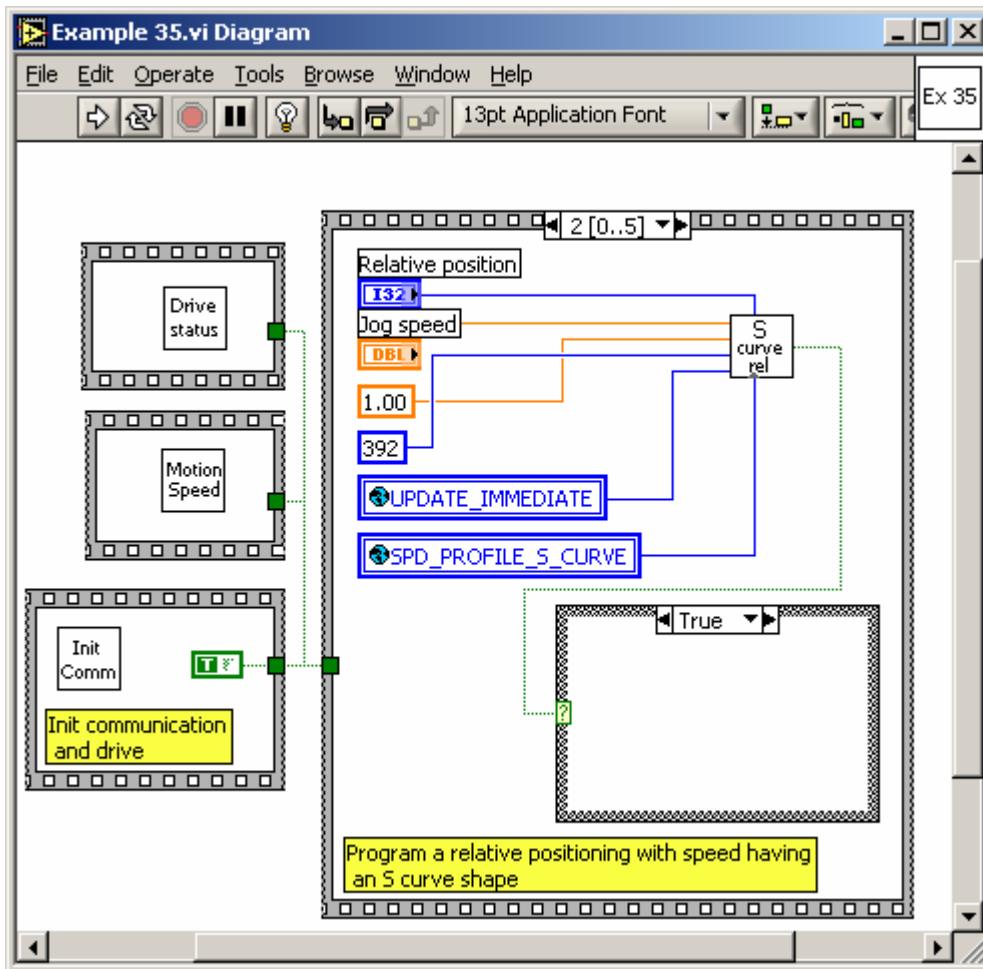 Example 35.vi Diagram
File Edit Operate Tools Browse Window Help
Ex 35
13pt Application Font
2 [0..5]
Drive
status
Motion
Speed
Init
Comm
T
Init communication
and drive
Relative position
I32
Jog speed
DBL
1.00
392
UPDATE_IMMEDIATE
SPD_PROFILE_S_CURVE
S
curve
rel
True
?
Program a relative positioning with speed having
an S curve shape